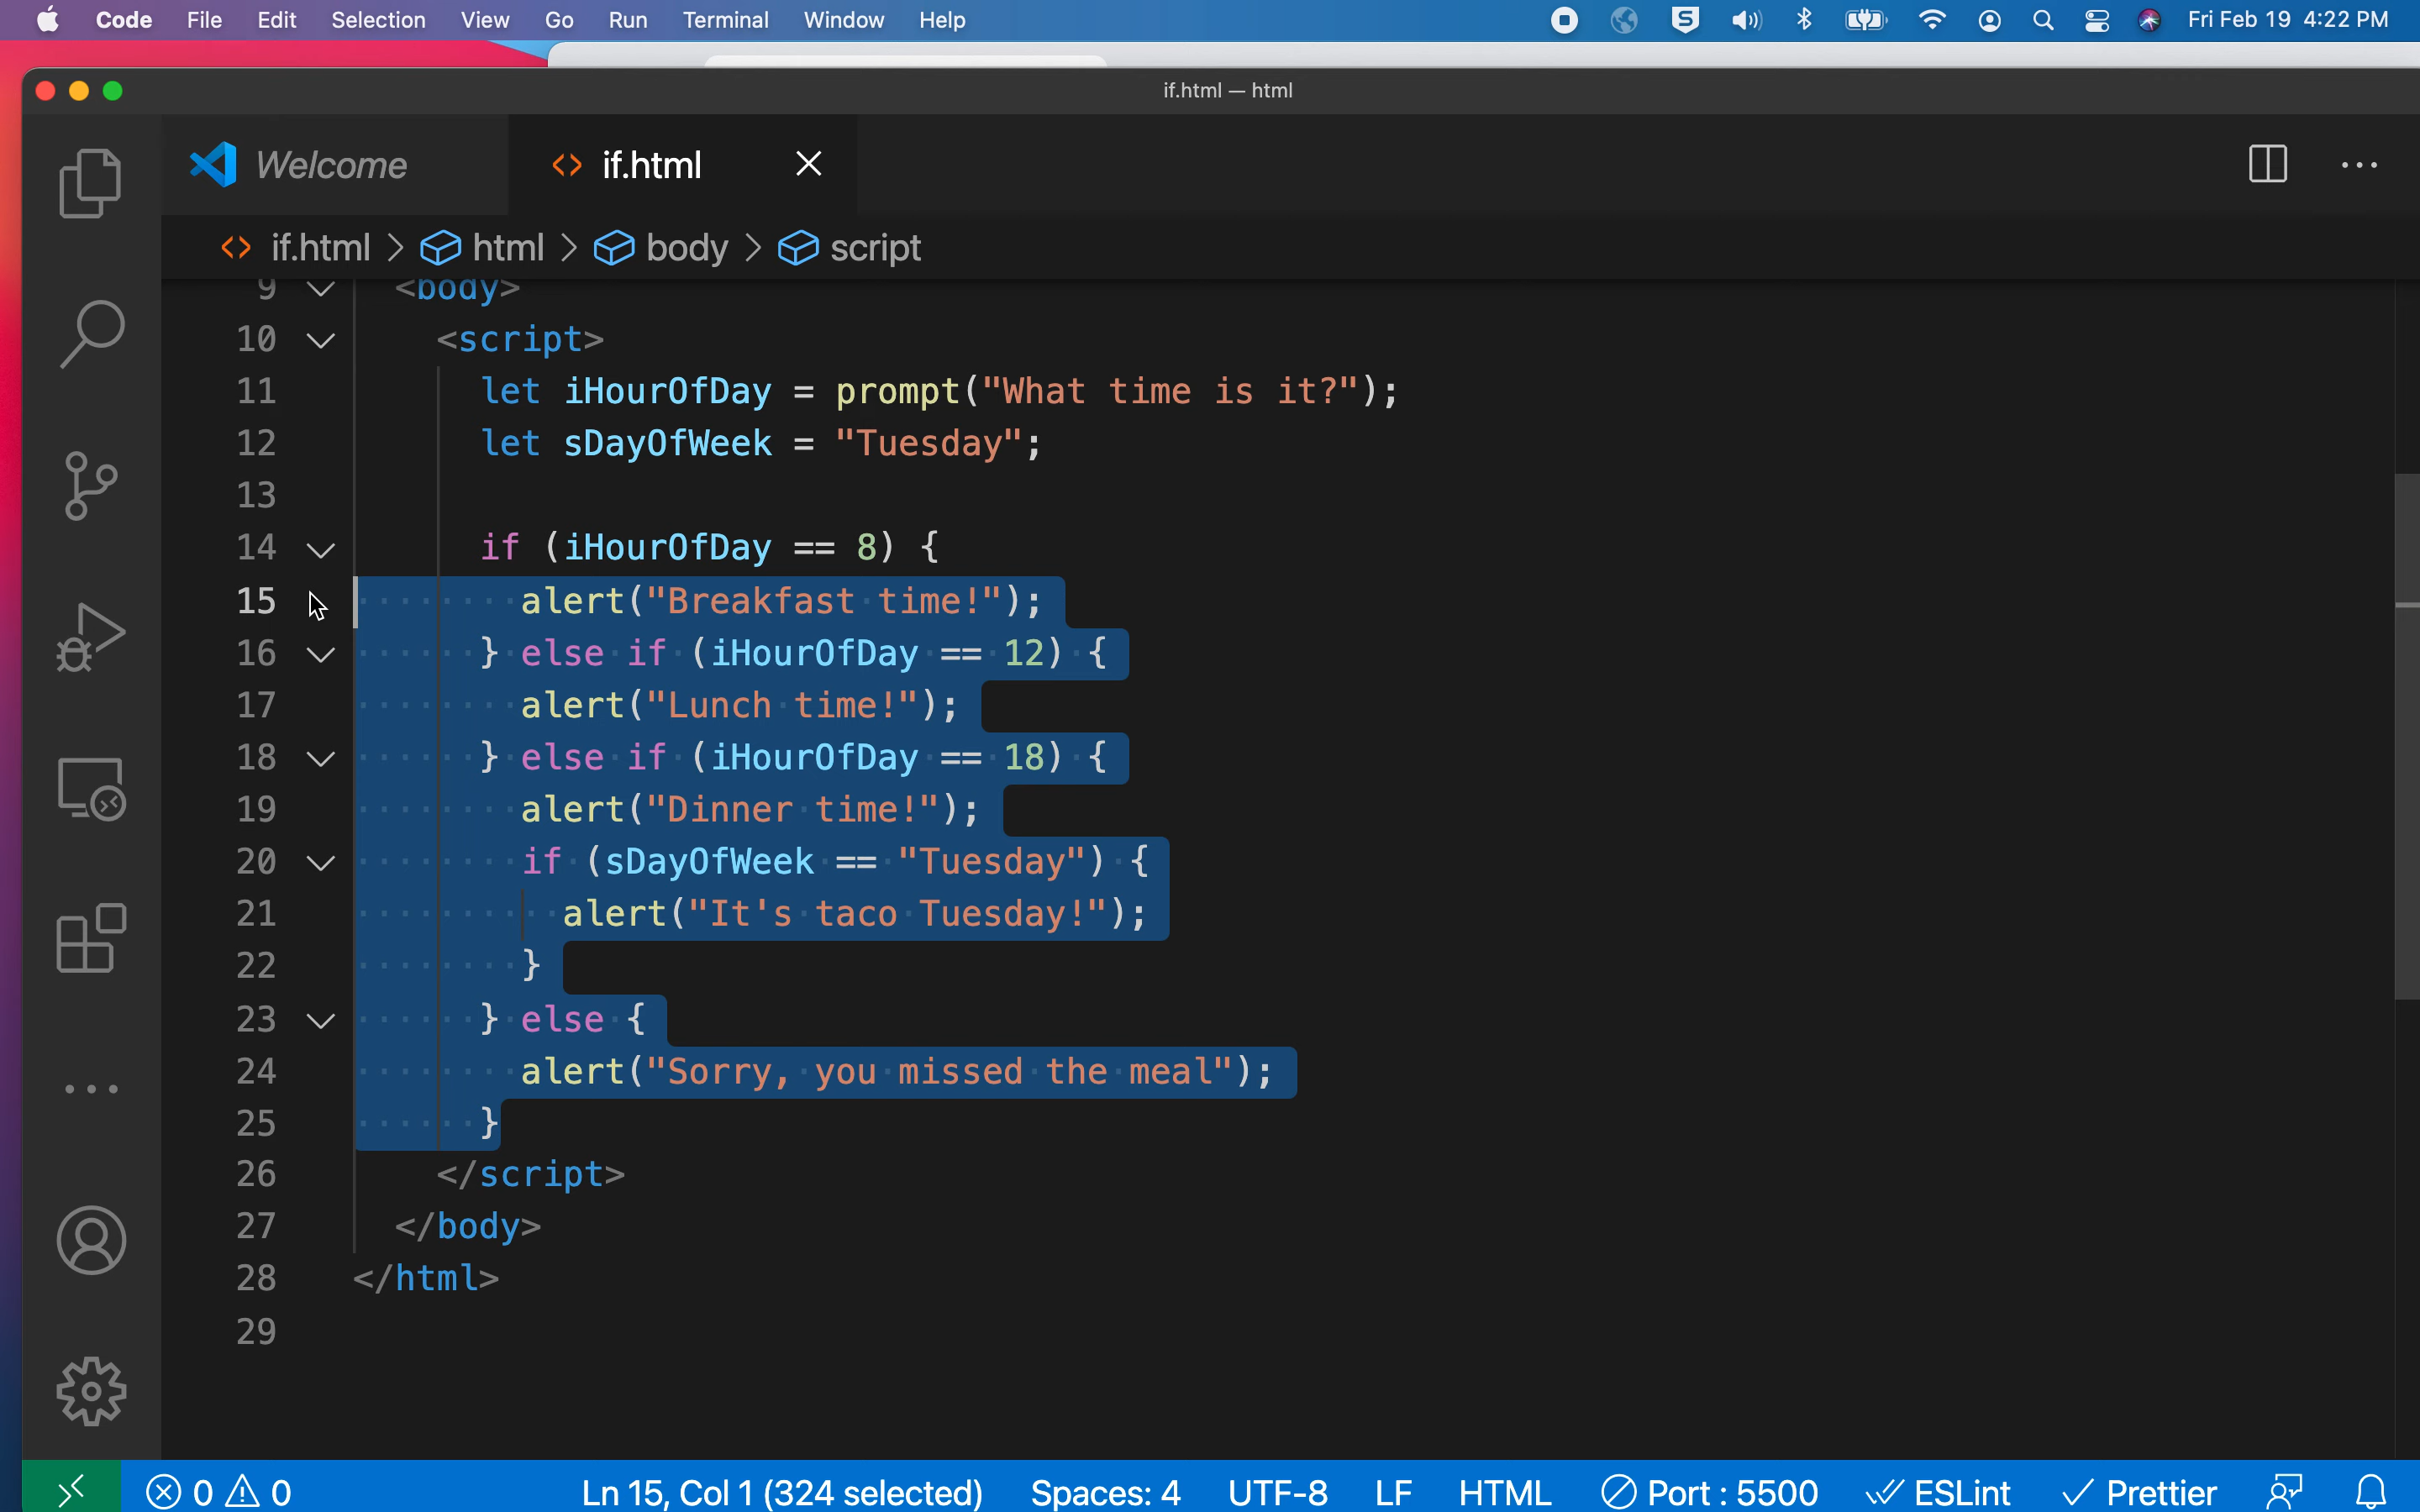 Code File Edit Selection View Go Run Terminal Window Help Fri Feb 19 4:22 PM
if.html — html
Welcome if.html
if.html > html > body > script
9 <body>
10 <script>
11 let iHourOfDay = prompt("What time is it?");
12 let sDayOfWeek = "Tuesday";
13
14 if (iHourOfDay == 8) {
15 alert("Breakfast time!");
16 } else if (iHourOfDay == 12) {
17 alert("Lunch time!");
18 } else if (iHourOfDay == 18) {
19 alert("Dinner time!");
20 if (sDayOfWeek == "Tuesday") {
21 alert("It's taco Tuesday!");
22 }
23 } else {
24 alert("Sorry, you missed the meal");
25 }
26 </script>
27 </body>
28 </html>
29
0 0 Ln 15, Col 1 (324 selected) Spaces: 4 UTF-8 LF HTML Port : 5500 ESLint Prettier